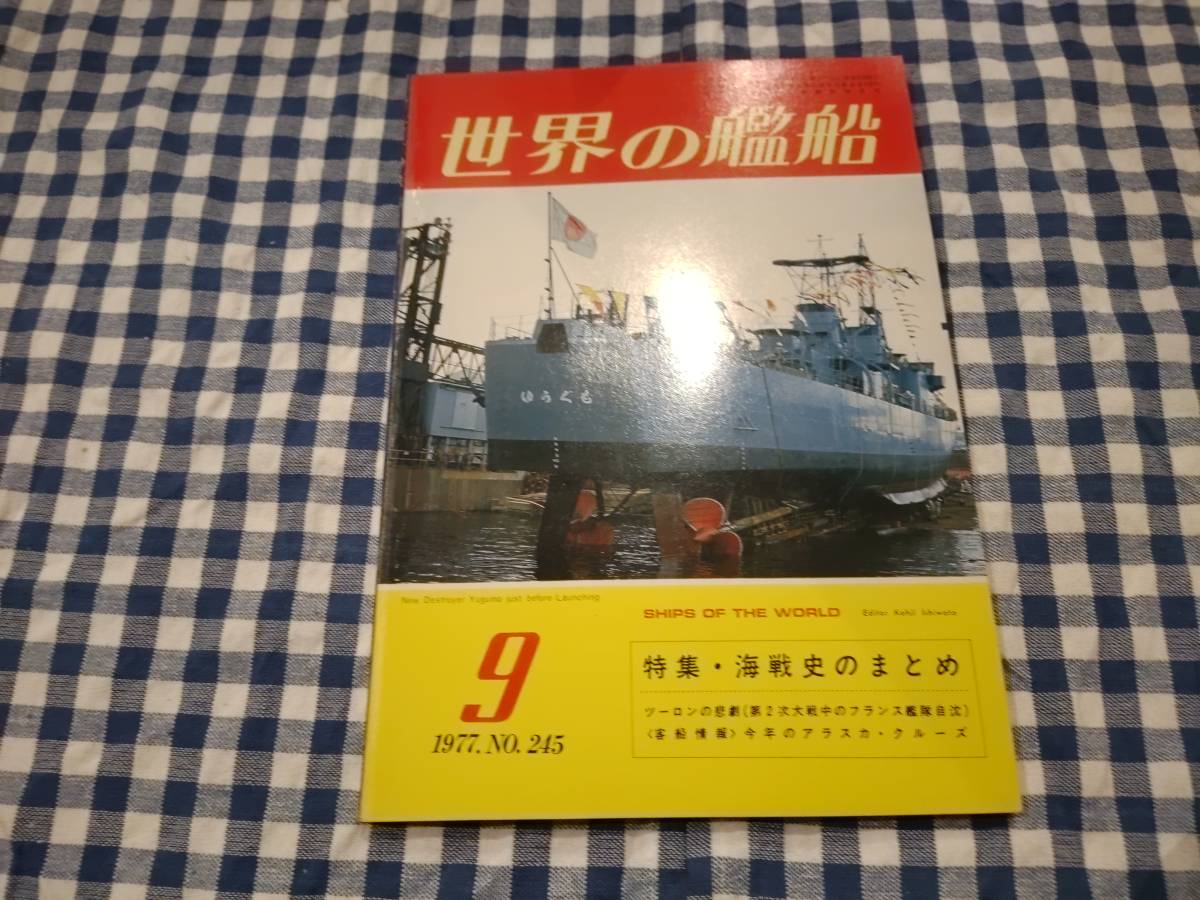 世界の艦船
ゆうぐも
New Destroyer Yugumo just before Launching
SHIPS OF THE WORLD
Editor Kohji Ishiwata
9
1977. NO. 245
特集・海戦史のまとめ
ツーロンの悲劇(第2次大戦中のフランス艦隊自沈)
〈客船情報〉今年のアラスカ・クルーズ